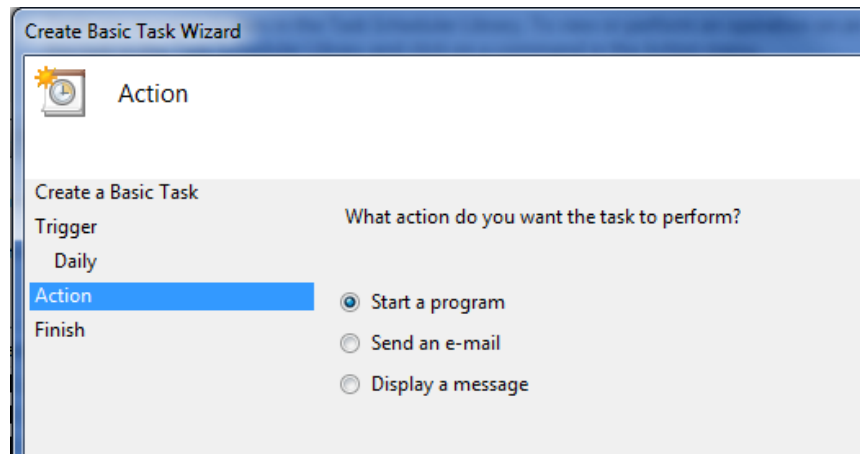 Create Basic Task Wizard
Action
Create a Basic Task
Trigger
Daily
Action
Finish
What action do you want the task to perform?
Start a program
Send an e-mail
Display a message